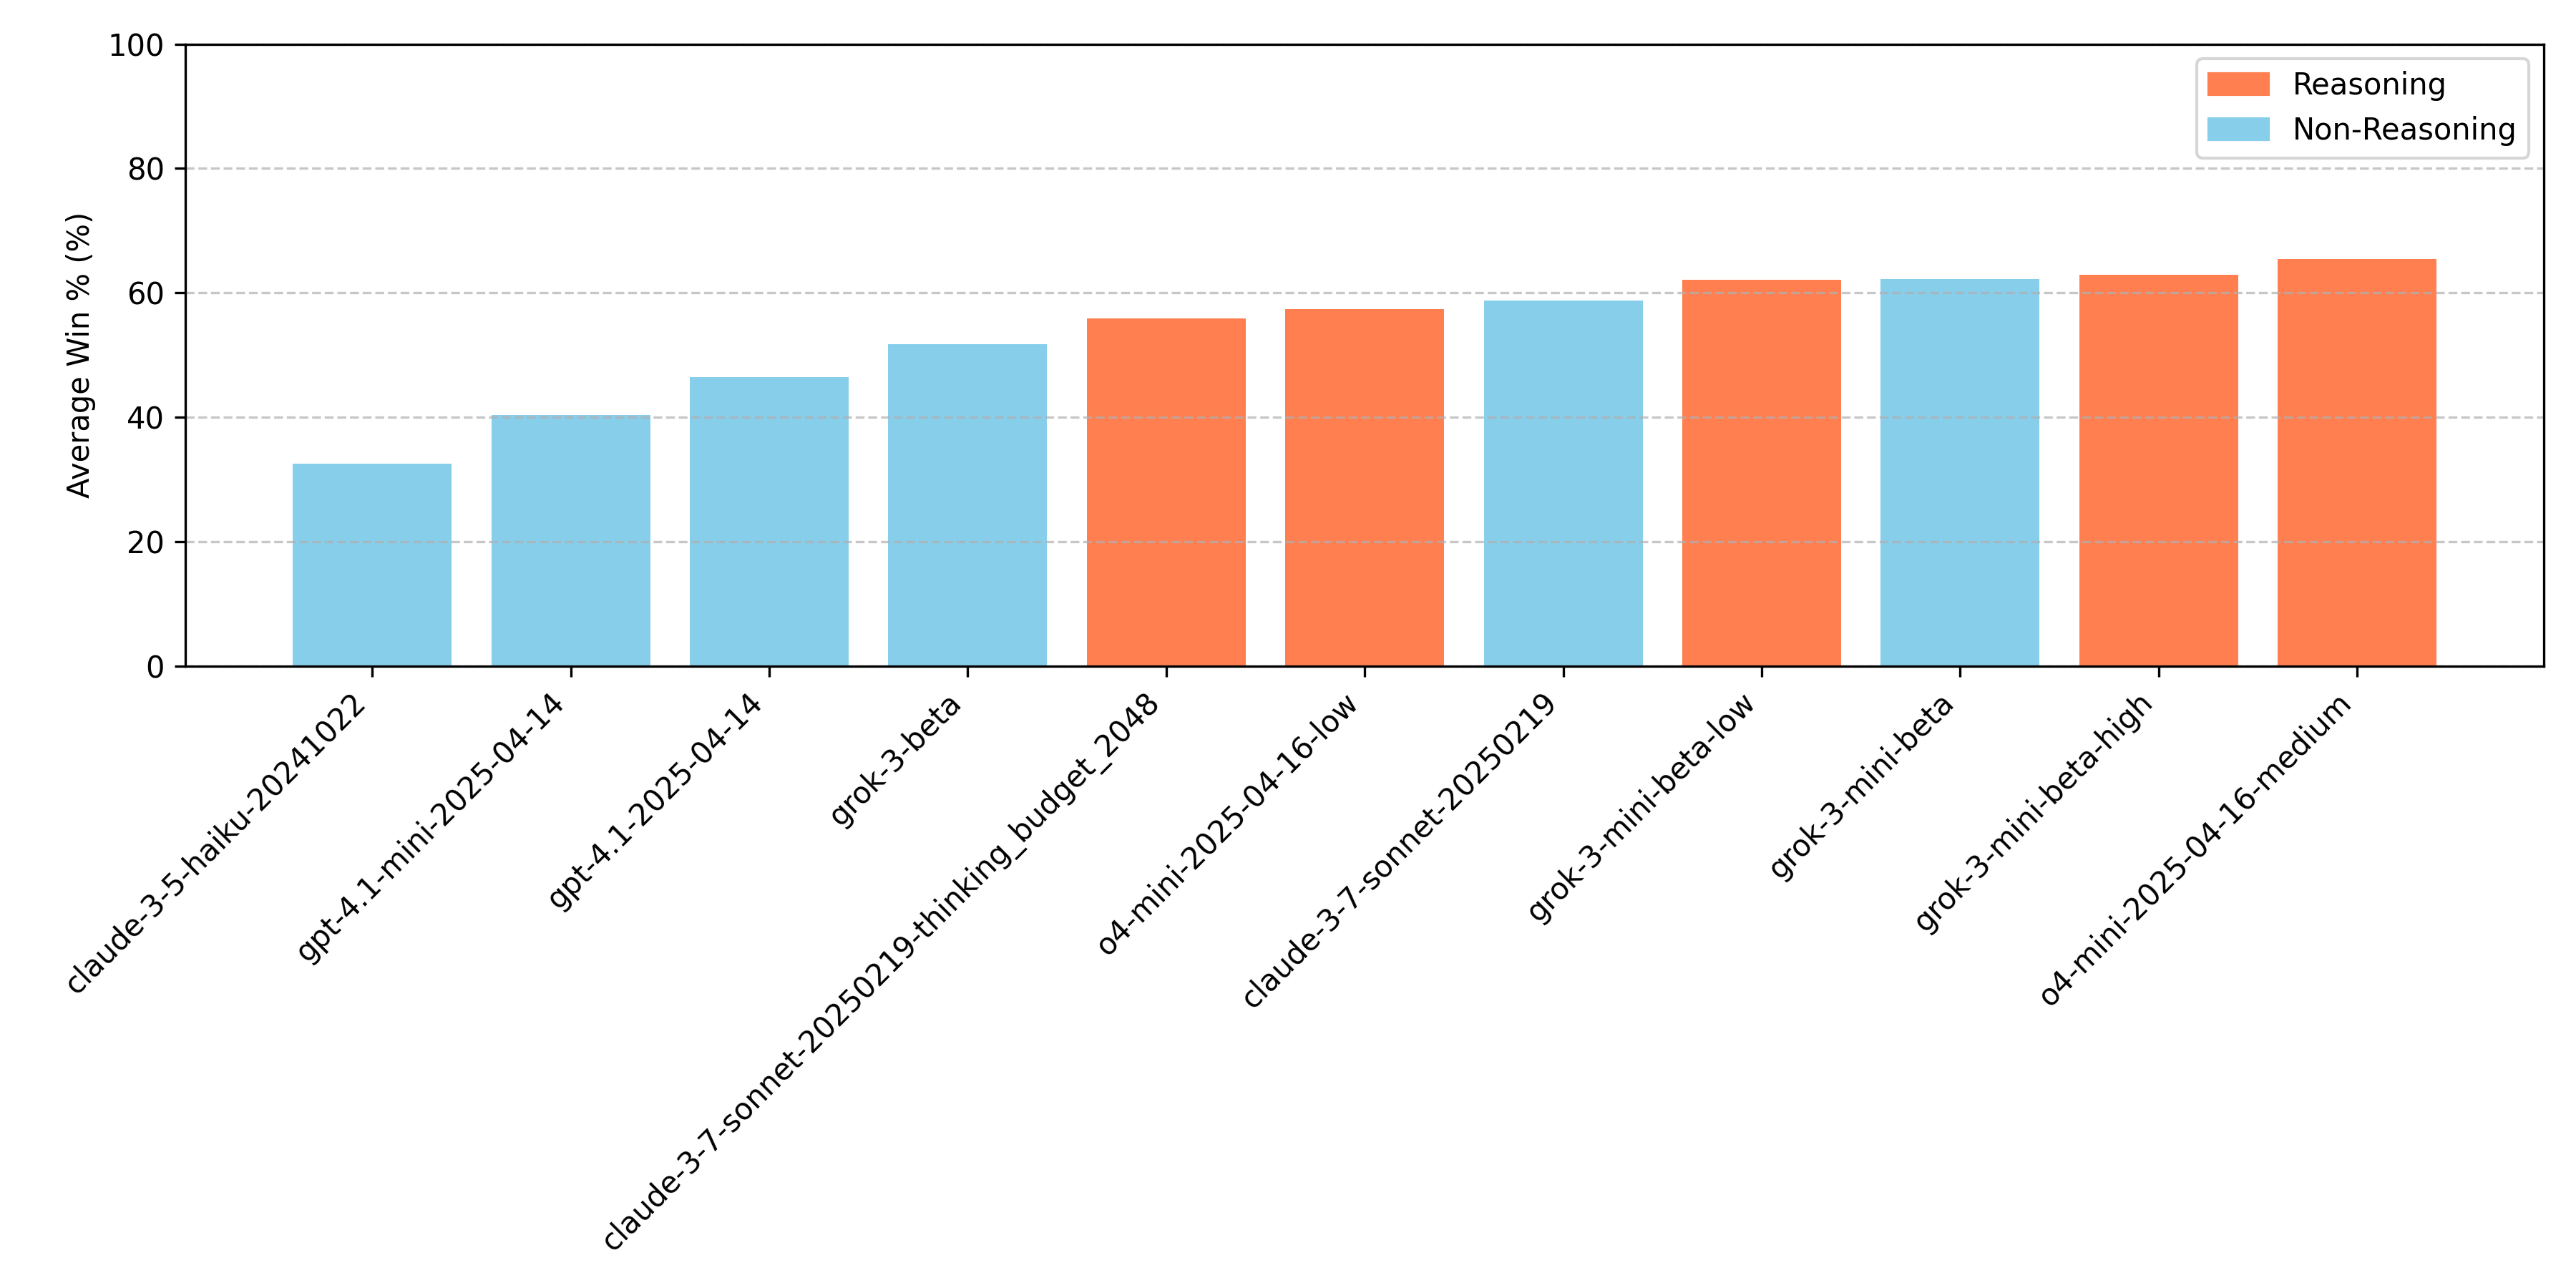 Average Win % (%)
100
80
60
40
20
0
Reasoning
Non-Reasoning
claude-3-5-haiku-20241022
gpt-4.1-mini-2025-04-14
gpt-4.1-2025-04-14
grok-3-beta
claude-3-7-sonnet-20250219-thinking_budget_2048
o4-mini-2025-04-16-low
claude-3-7-sonnet-20250219
grok-3-mini-beta-low
grok-3-mini-beta
grok-3-mini-beta-high
o4-mini-2025-04-16-medium